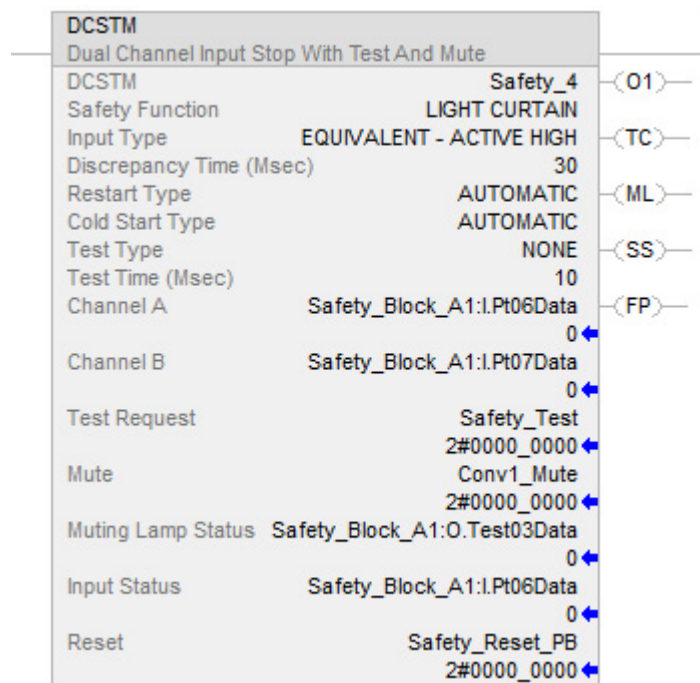 DCSTM
Dual Channel Input Stop With Test And Mute
DCSTM Safety_4 (O1)
Safety Function LIGHT CURTAIN
Input Type EQUIVALENT - ACTIVE HIGH (TC)
Discrepancy Time (Msec) 30
Restart Type AUTOMATIC (ML)
Cold Start Type AUTOMATIC
Test Type NONE (SS)
Test Time (Msec) 10
Channel A Safety_Block_A1:I.Pt06Data (FP)
0
Channel B Safety_Block_A1:I.Pt07Data
0
Test Request Safety_Test
2#0000_0000
Mute Conv1_Mute
2#0000_0000
Muting Lamp Status Safety_Block_A1:O.Test03Data
0
Input Status Safety_Block_A1:I.Pt06Data
0
Reset Safety_Reset_PB
2#0000_0000